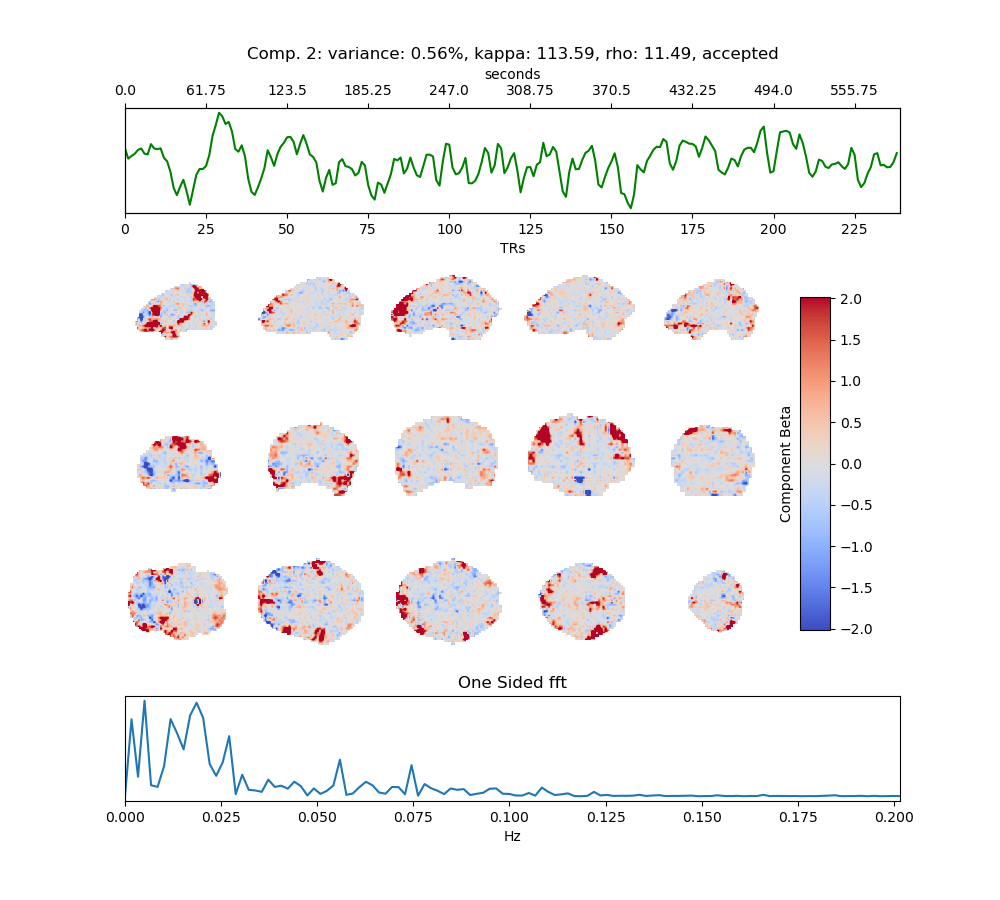 Comp. 2: variance: 0.56%, kappa: 113.59, rho: 11.49, accepted
seconds
0.0 61.75 123.5 185.25 247.0 308.75 370.5 432.25 494.0 555.75
0 25 50 75 100 125 150 175 200 225
TRs
2.0
1.5
1.0
0.5
0.0
−0.5
−1.0
−1.5
−2.0
Component Beta
One Sided fft
0.000 0.025 0.050 0.075 0.100 0.125 0.150 0.175 0.200
Hz